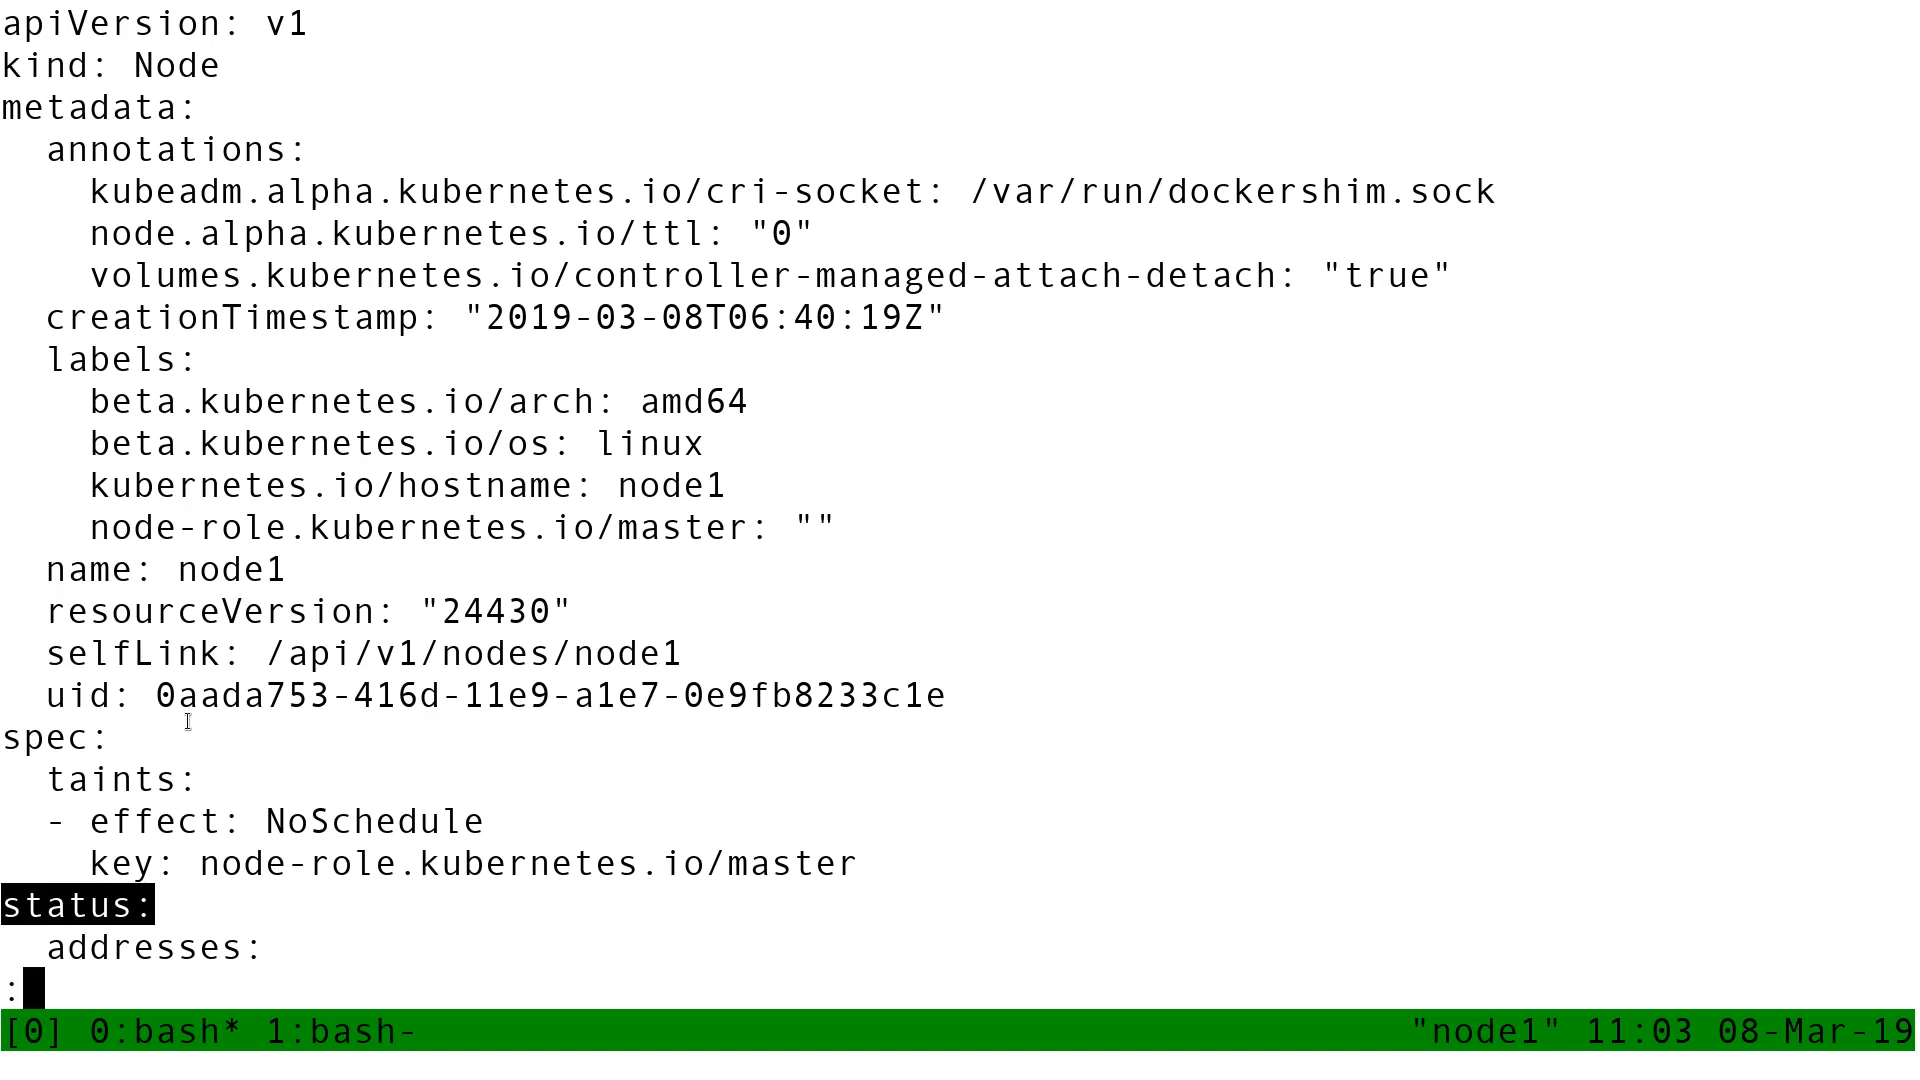 apiVersion: v1
kind: Node
metadata:
  annotations:
    kubeadm.alpha.kubernetes.io/cri-socket: /var/run/dockershim.sock
    node.alpha.kubernetes.io/ttl: "0"
    volumes.kubernetes.io/controller-managed-attach-detach: "true"
  creationTimestamp: "2019-03-08T06:40:19Z"
  labels:
    beta.kubernetes.io/arch: amd64
    beta.kubernetes.io/os: linux
    kubernetes.io/hostname: node1
    node-role.kubernetes.io/master: ""
  name: node1
  resourceVersion: "24430"
  selfLink: /api/v1/nodes/node1
  uid: 0aada753-416d-11e9-a1e7-0e9fb8233c1e
spec:
  taints:
  - effect: NoSchedule
    key: node-role.kubernetes.io/master
status:
  addresses:
:
[0] 0:bash* 1:bash- "node1" 11:03 08-Mar-19